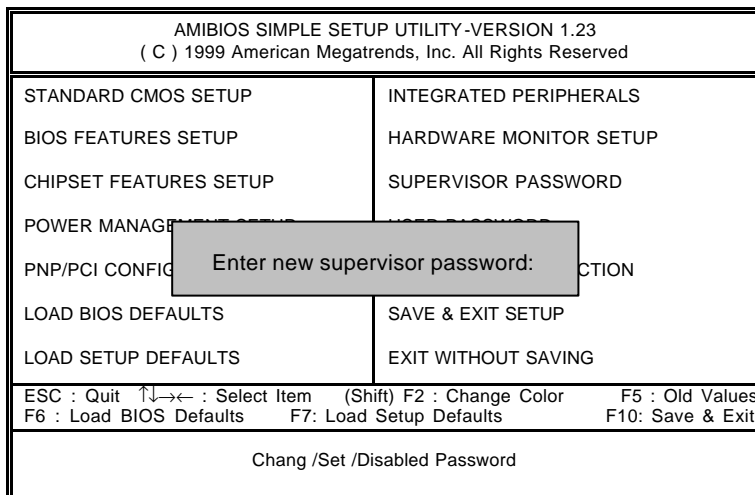 AMIBIOS SIMPLE SETUP UTILITY-VERSION 1.23
( C ) 1999 American Megatrends, Inc. All Rights Reserved
STANDARD CMOS SETUP
BIOS FEATURES SETUP
CHIPSET FEATURES SETUP
POWER MANAGEMENT SETUP
PNP/PCI CONFIG
LOAD BIOS DEFAULTS
LOAD SETUP DEFAULTS
INTEGRATED PERIPHERALS
HARDWARE MONITOR SETUP
SUPERVISOR PASSWORD
USER PASSWORD
CTION
SAVE & EXIT SETUP
EXIT WITHOUT SAVING
Enter new supervisor password:
ESC : Quit ↑↓→← : Select Item (Shift) F2 : Change Color F5 : Old Values
F6 : Load BIOS Defaults F7: Load Setup Defaults F10: Save & Exit
Chang /Set /Disabled Password